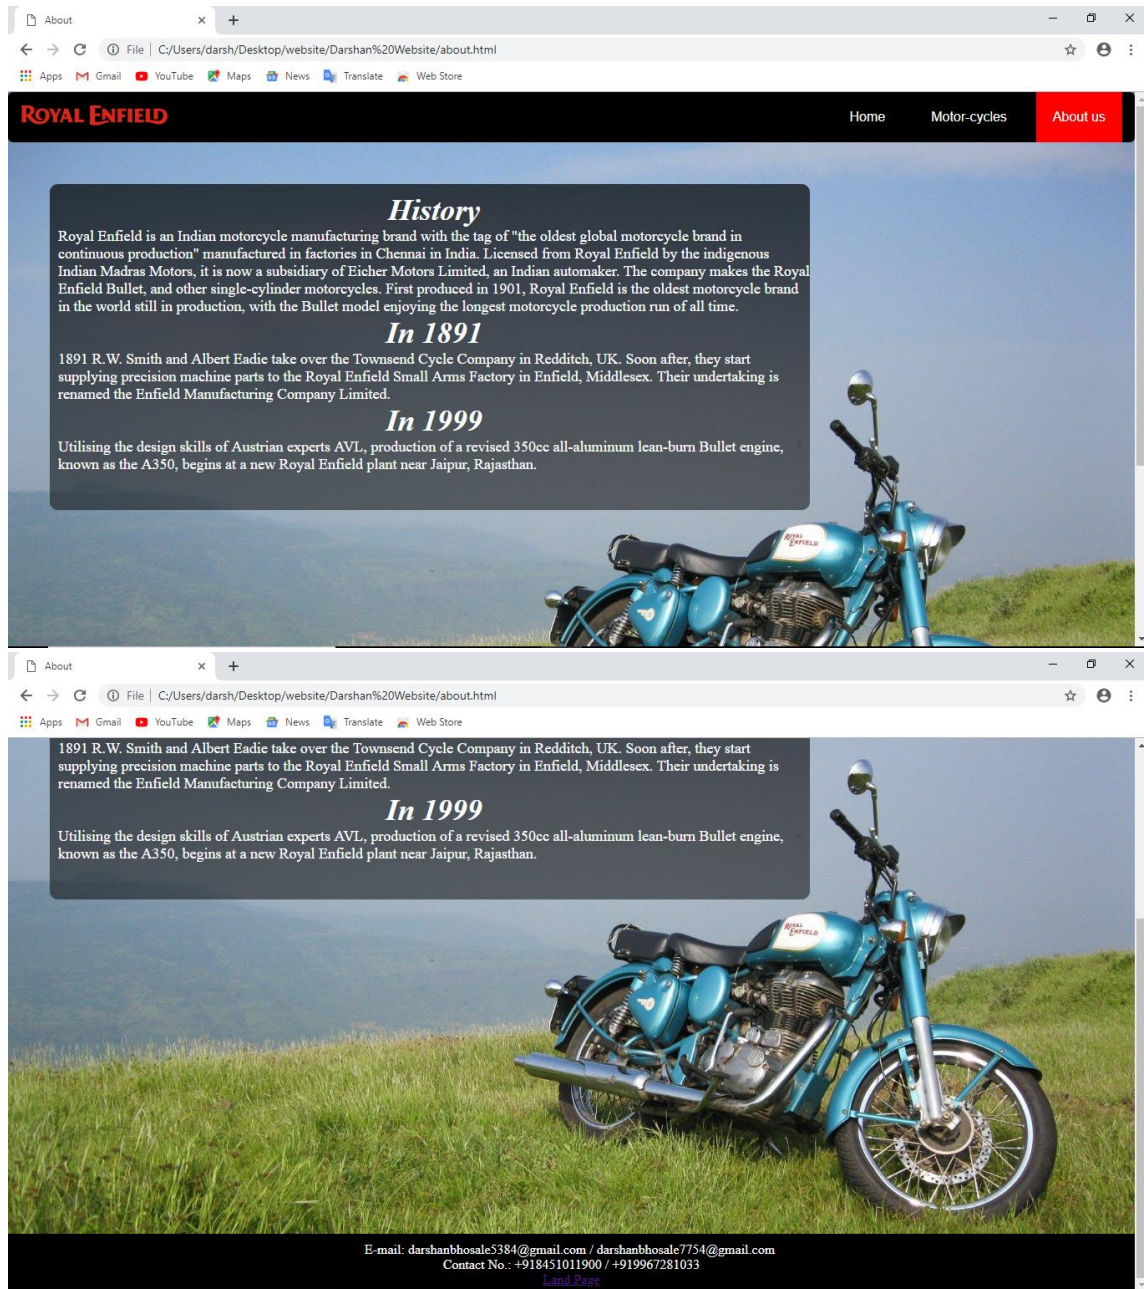 About
File | C:/Users/darsh/Desktop/website/Darshan%20Website/about.html
Apps Gmail YouTube Maps News Translate Web Store
ROYAL ENFIELD
Home Motor-cycles About us
History
Royal Enfield is an Indian motorcycle manufacturing brand with the tag of "the oldest global motorcycle brand in
continuous production" manufactured in factories in Chennai in India. Licensed from Royal Enfield by the indigenous
Indian Madras Motors, it is now a subsidiary of Eicher Motors Limited, an Indian automaker. The company makes the Royal
Enfield Bullet, and other single-cylinder motorcycles. First produced in 1901, Royal Enfield is the oldest motorcycle brand
in the world still in production, with the Bullet model enjoying the longest motorcycle production run of all time.
In 1891
1891 R.W. Smith and Albert Eadie take over the Townsend Cycle Company in Redditch, UK. Soon after, they start
supplying precision machine parts to the Royal Enfield Small Arms Factory in Enfield, Middlesex. Their undertaking is
renamed the Enfield Manufacturing Company Limited.
In 1999
Utilising the design skills of Austrian experts AVL, production of a revised 350cc all-aluminum lean-burn Bullet engine,
known as the A350, begins at a new Royal Enfield plant near Jaipur, Rajasthan.
ROYAL
ENFIELD
About
File | C:/Users/darsh/Desktop/website/Darshan%20Website/about.html
Apps Gmail YouTube Maps News Translate Web Store
1891 R.W. Smith and Albert Eadie take over the Townsend Cycle Company in Redditch, UK. Soon after, they start
supplying precision machine parts to the Royal Enfield Small Arms Factory in Enfield, Middlesex. Their undertaking is
renamed the Enfield Manufacturing Company Limited.
In 1999
Utilising the design skills of Austrian experts AVL, production of a revised 350cc all-aluminum lean-burn Bullet engine,
known as the A350, begins at a new Royal Enfield plant near Jaipur, Rajasthan.
ROYAL
ENFIELD
E-mail: darshanbhosale5384@gmail.com / darshanbhosale7754@gmail.com
Contact No.: +918451011900 / +919967281033
Land Page